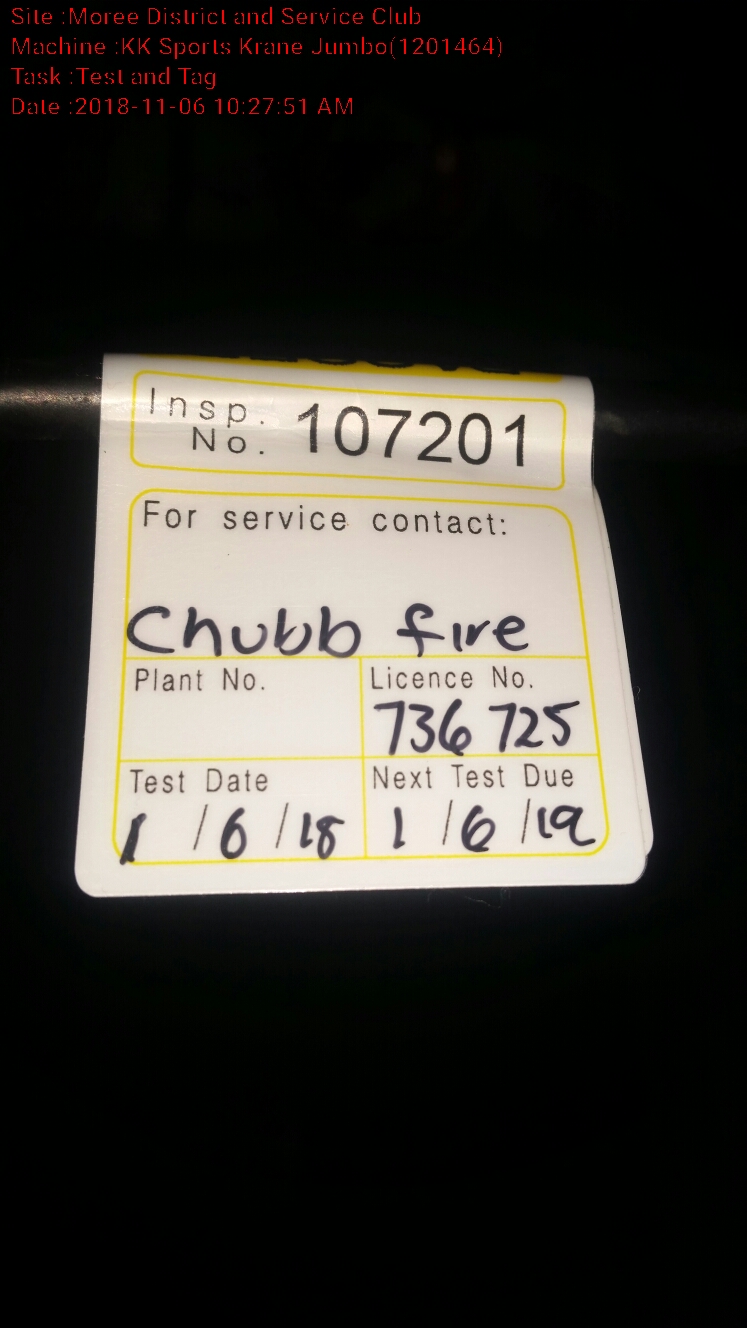 Site :Moree District and Service Club
Machine :KK Sports Krane Jumbo(1201464)
Task :Test and Tag
Date :2018-11-06 10:27:51 AM
Insp. No. 107201
For service contact:
Chubb fire
Plant No. Licence No.
736 725
Test Date Next Test Due
1 /6 /18 1 /6 /19